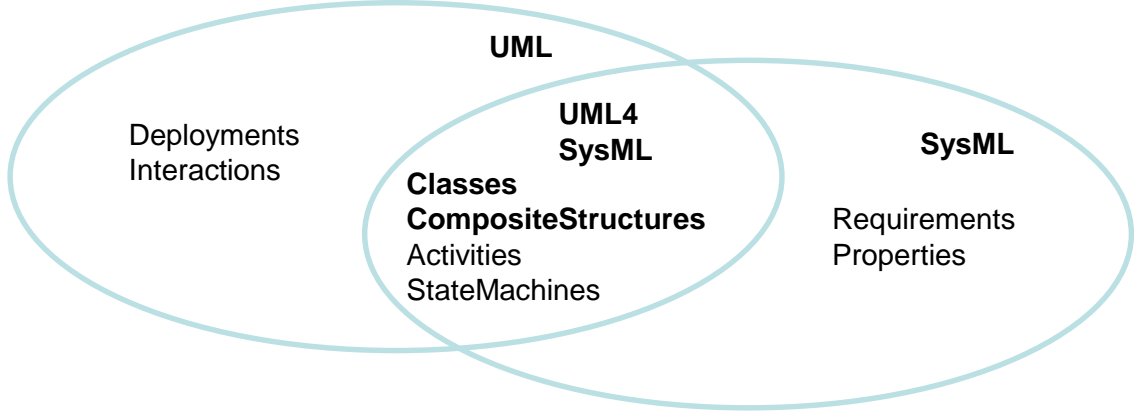 UML
Deployments
Interactions
UML4
SysML
Classes
CompositeStructures
Activities
StateMachines
SysML
Requirements
Properties